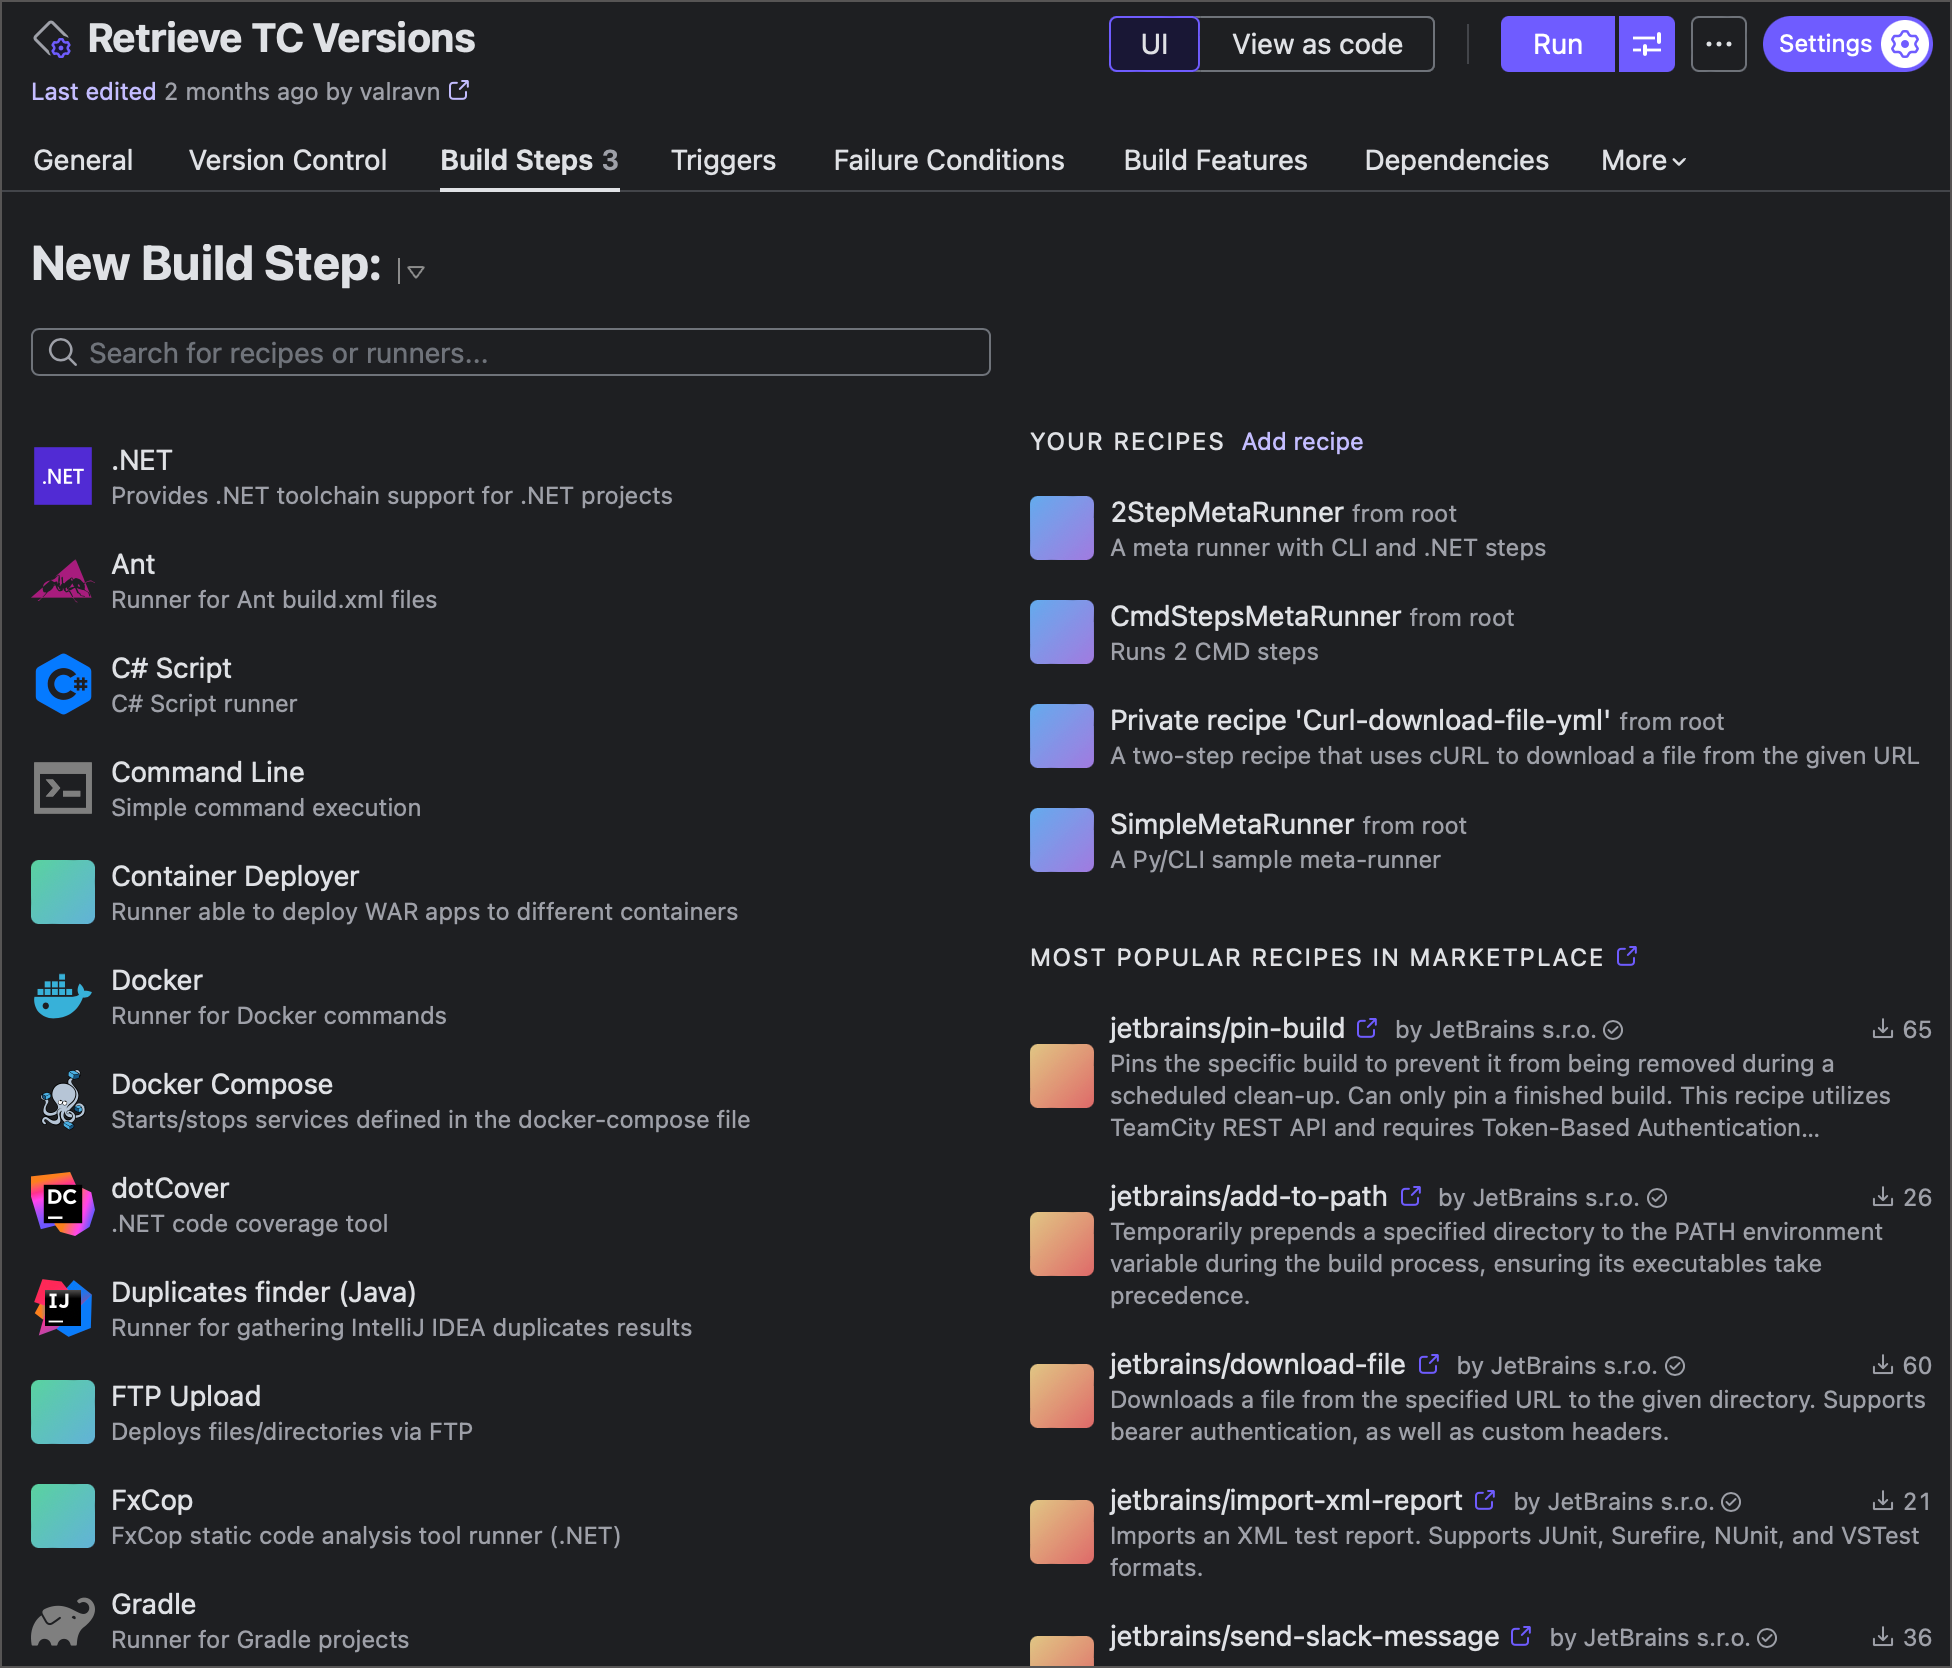 Retrieve TC Versions
UI
View as code
Run
Settings
Last edited 2 months ago by valravn
General
Version Control
Build Steps 3
Triggers
Failure Conditions
Build Features
Dependencies
More
New Build Step:
Search for recipes or runners...
.NET
.NET
Provides .NET toolchain support for .NET projects
Ant
Runner for Ant build.xml files
C#
C# Script
C# Script runner
Command Line
Simple command execution
Container Deployer
Runner able to deploy WAR apps to different containers
Docker
Runner for Docker commands
Docker Compose
Starts/stops services defined in the docker-compose file
DC
dotCover
.NET code coverage tool
IJ
Duplicates finder (Java)
Runner for gathering IntelliJ IDEA duplicates results
FTP Upload
Deploys files/directories via FTP
FxCop
FxCop static code analysis tool runner (.NET)
Gradle
Runner for Gradle projects
YOUR RECIPES Add recipe
2StepMetaRunner from root
A meta runner with CLI and .NET steps
CmdStepsMetaRunner from root
Runs 2 CMD steps
Private recipe 'Curl-download-file-yml' from root
A two-step recipe that uses cURL to download a file from the given URL
SimpleMetaRunner from root
A Py/CLI sample meta-runner
MOST POPULAR RECIPES IN MARKETPLACE
jetbrains/pin-build by JetBrains s.r.o. 65
Pins the specific build to prevent it from being removed during a
scheduled clean-up. Can only pin a finished build. This recipe utilizes
TeamCity REST API and requires Token-Based Authentication...
jetbrains/add-to-path by JetBrains s.r.o. 26
Temporarily prepends a specified directory to the PATH environment
variable during the build process, ensuring its executables take
precedence.
jetbrains/download-file by JetBrains s.r.o. 60
Downloads a file from the specified URL to the given directory. Supports
bearer authentication, as well as custom headers.
jetbrains/import-xml-report by JetBrains s.r.o. 21
Imports an XML test report. Supports JUnit, Surefire, NUnit, and VSTest
formats.
jetbrains/send-slack-message by JetBrains s.r.o. 36